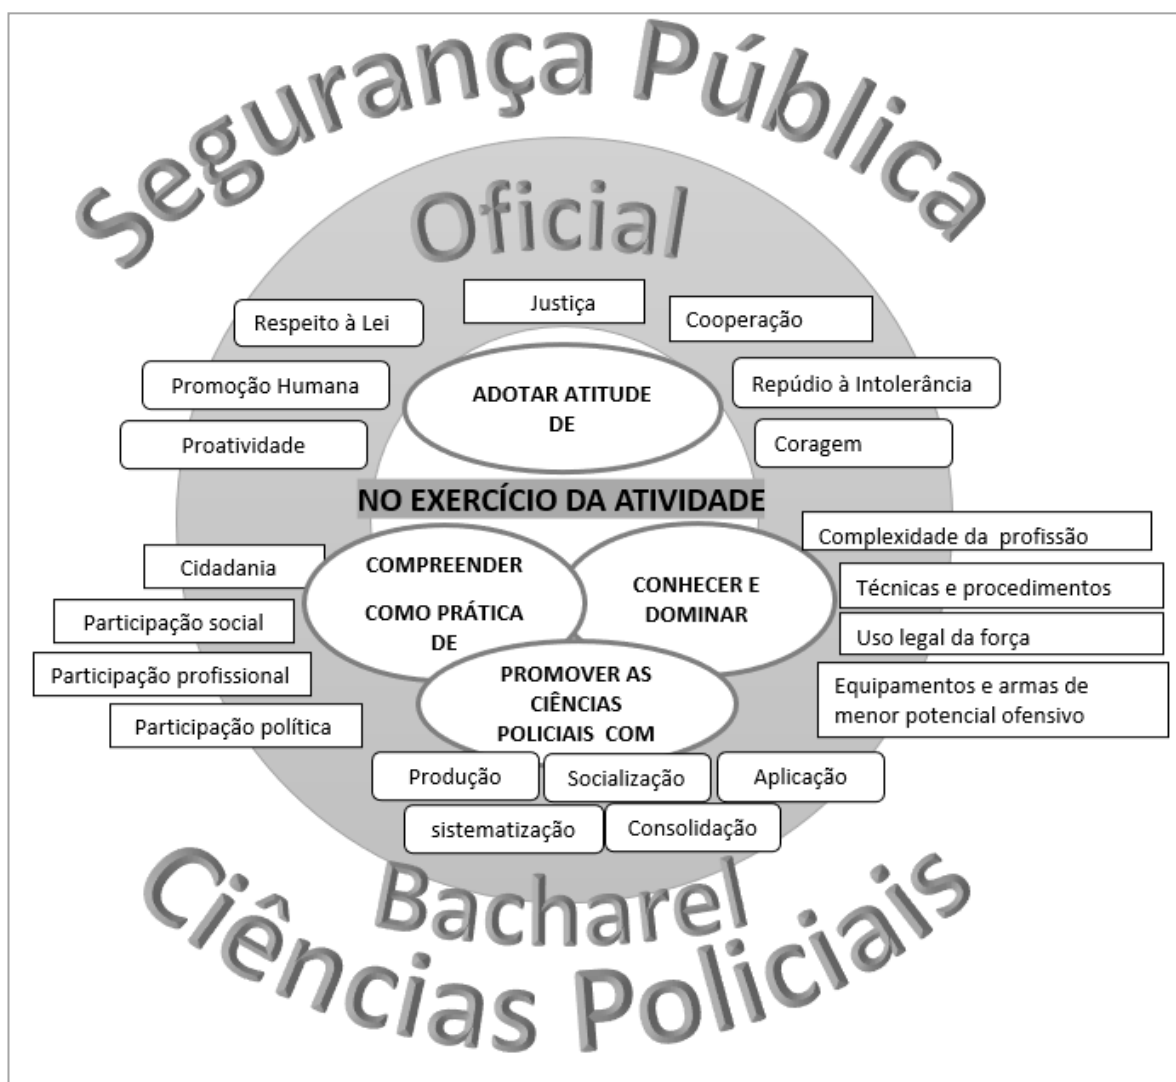 Segurança Pública
Oficial
Justiça
Respeito à Lei
Cooperação
Promoção Humana
ADOTAR ATITUDE
DE
Repúdio à Intolerância
Proatividade
Coragem
NO EXERCÍCIO DA ATIVIDADE
Cidadania
Participação social
Participação profissional
Participação política
COMPREENDER
COMO PRÁTICA
DE
CONHECER E
DOMINAR
Complexidade da profissão
Técnicas e procedimentos
Uso legal da força
Equipamentos e armas de
menor potencial ofensivo
PROMOVER AS
CIÊNCIAS
POLICIAIS COM
Produção
Socialização
Aplicação
sistematização
Consolidação
Bacharel
Ciências Policiais